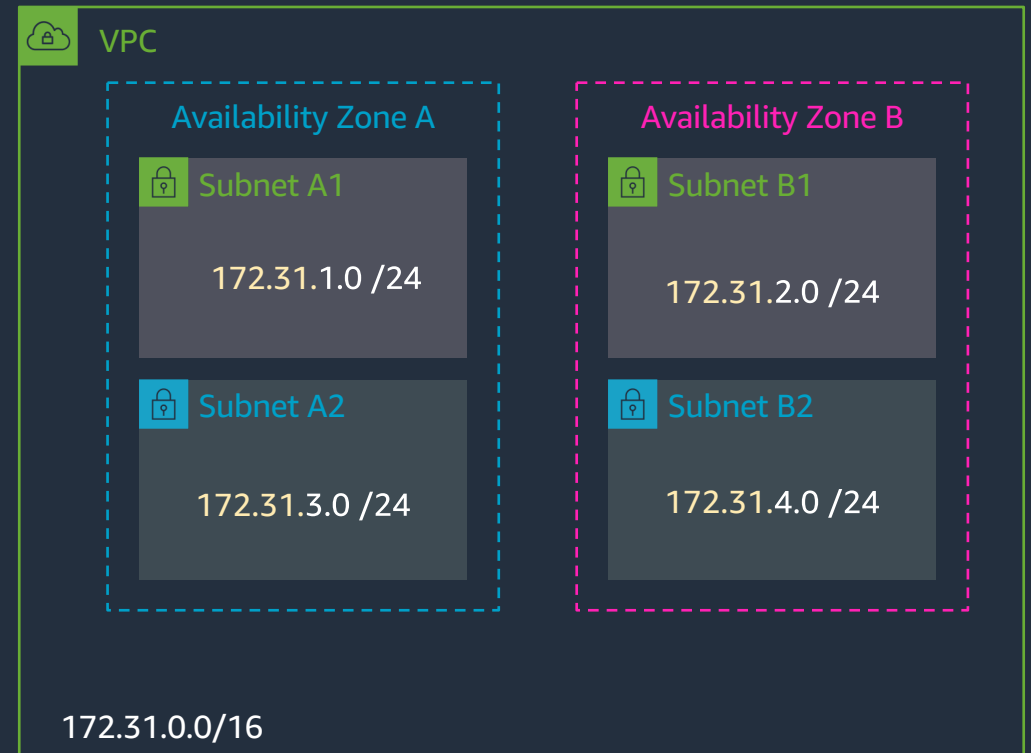 VPC
Availability Zone A
Subnet A1
172.31.1.0 /24
Subnet A2
172.31.3.0 /24
Availability Zone B
Subnet B1
172.31.2.0 /24
Subnet B2
172.31.4.0 /24
172.31.0.0/16